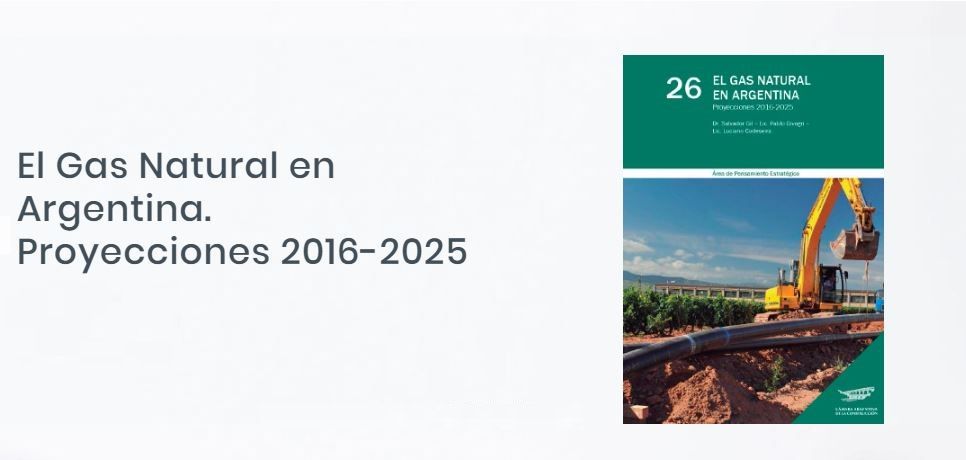 El Gas Natural en
Argentina.
Proyecciones 2016-2025
26
EL GAS NATURAL
EN ARGENTINA
Proyecciones 2016-2025
Dr. Salvador Gil – Lic. Pablo Givogri –
Lic. Luciano Codeseira
Área de Pensamiento Estratégico
CÁMARA ARGENTINA
DE LA CONSTRUCCIÓN